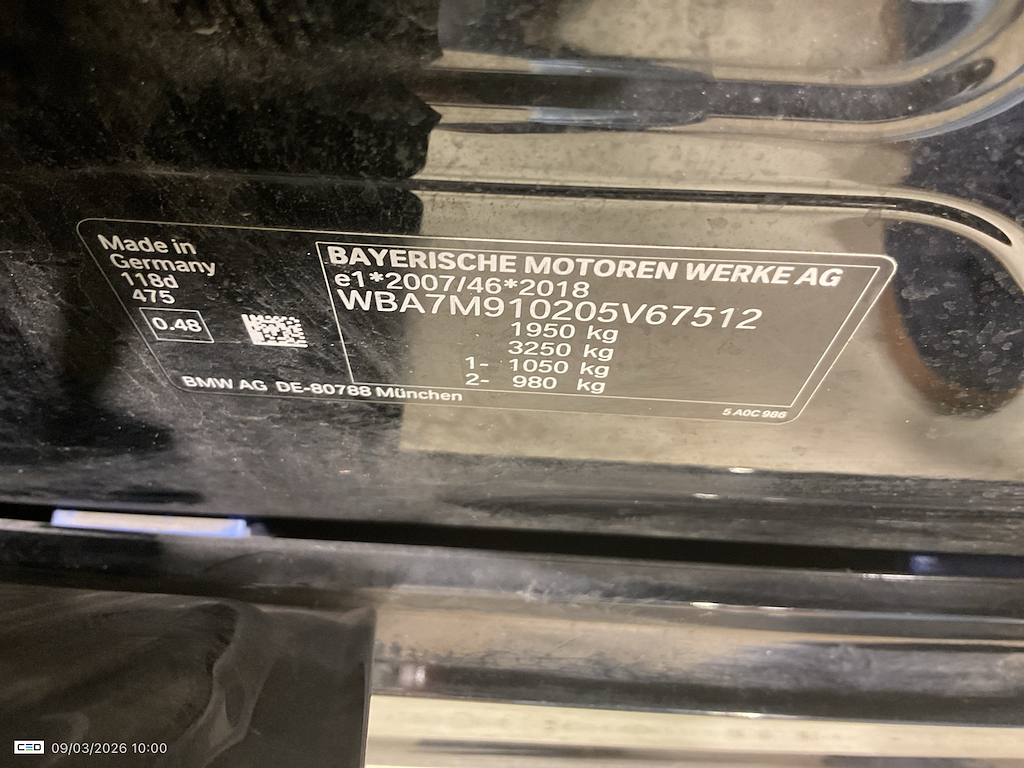 Made in
Germany
118d
475
0.48
BAYERISCHE MOTOREN WERKE AG
e1*2007/46*2018
WBA7M910205V67512
1950 kg
3250 kg
1- 1050 kg
2- 980 kg
BMW AG DE-80788 München
5 A0C 986
CEO 09/03/2026 10:00